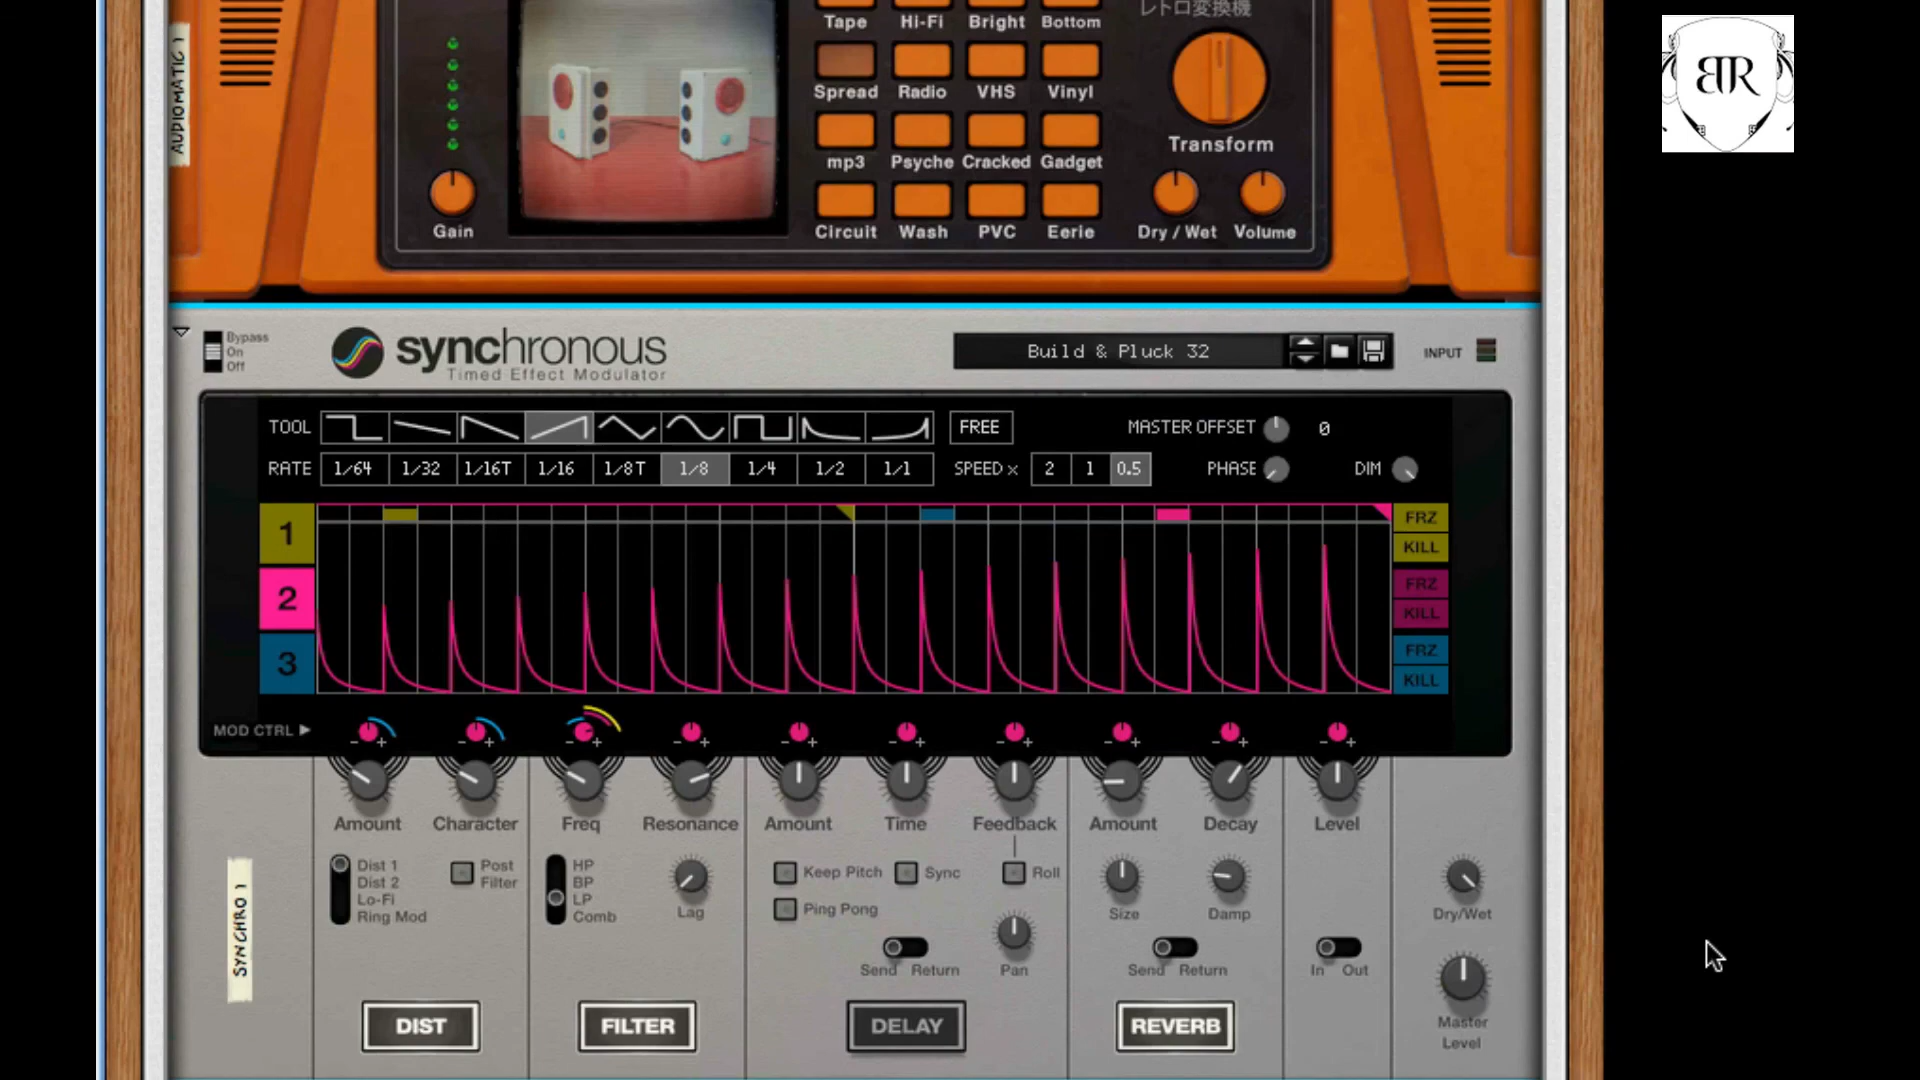 レトロ変換機
Tape Hi-Fi Bright Bottom
Spread Radio VHS Vinyl
mp3 Psyche Cracked Gadget
Circuit Wash PVC Eerie
Transform
Gain
Dry / Wet Volume
AUDIOMATIC 1
BR
Bypass
On
Off
synchronous
Timed Effect Modulator
Build & Pluck 32
INPUT
TOOL FREE MASTER OFFSET 0
RATE 1/64 1/32 1/16T 1/16 1/8T 1/8 1/4 1/2 1/1 SPEED x 2 1 0.5 PHASE DIM
1 FRZ
KILL
2 FRZ
KILL
3 FRZ
KILL
MOD CTRL
- + - + - + - + - + - + - + - + - + - +
Amount Character Freq Resonance Amount Time Feedback Amount Decay Level
Dist 1
Dist 2
Lo-Fi
Ring Mod
Post
Filter
HP
BP
LP
Comb
Lag
Keep Pitch Sync Roll
Ping Pong
Send Return Pan
Size Damp
Send Return
In Out
Dry/Wet
Master
Level
SYNCHRO 1
DIST FILTER DELAY REVERB